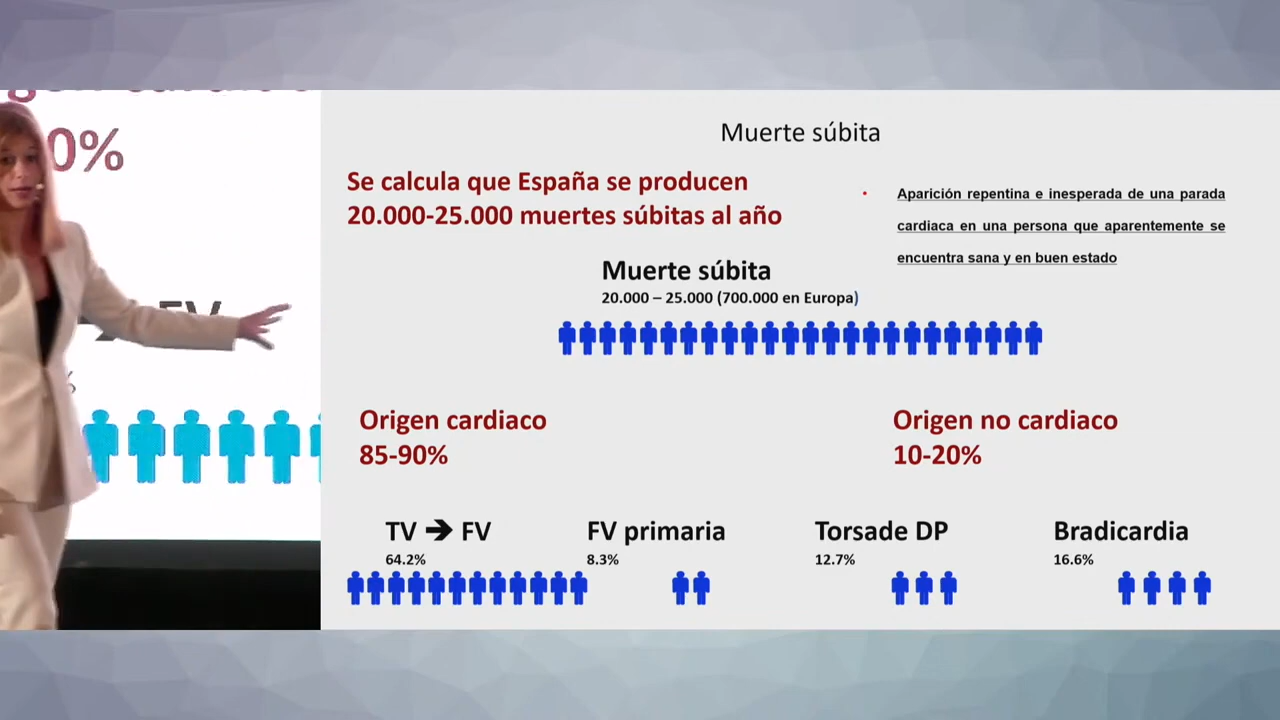 0%
FV
Muerte súbita
Se calcula que España se producen
20.000-25.000 muertes súbitas al año
• Aparición repentina e inesperada de una parada
cardiaca en una persona que aparentemente se
encuentra sana y en buen estado
Muerte súbita
20.000 – 25.000 (700.000 en Europa)
Origen cardiaco
85-90%
Origen no cardiaco
10-20%
TV ➔ FV
64.2%
FV primaria
8.3%
Torsade DP
12.7%
Bradicardia
16.6%